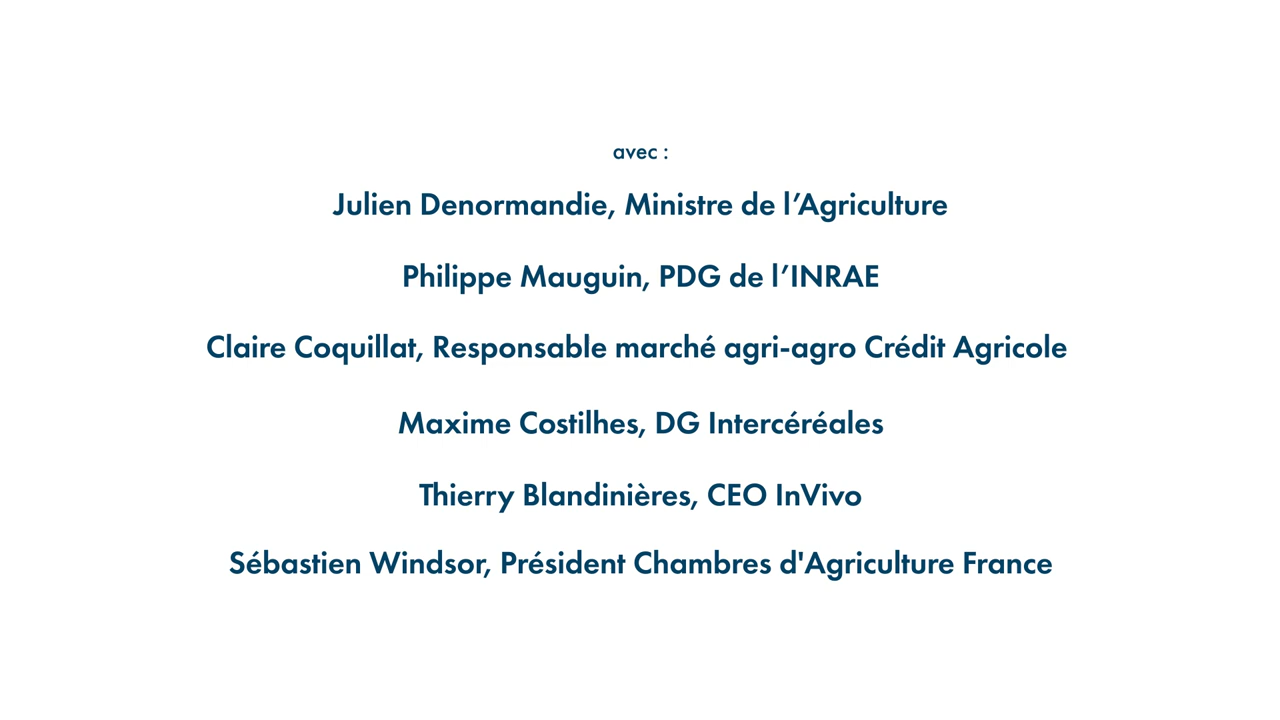 avec :
Julien Denormandie, Ministre de l’Agriculture
Philippe Mauguin, PDG de l’INRAE
Claire Coquillat, Responsable marché agri-agro Crédit Agricole
Maxime Costilhes, DG Intercéréales
Thierry Blandinières, CEO InVivo
Sébastien Windsor, Président Chambres d'Agriculture France